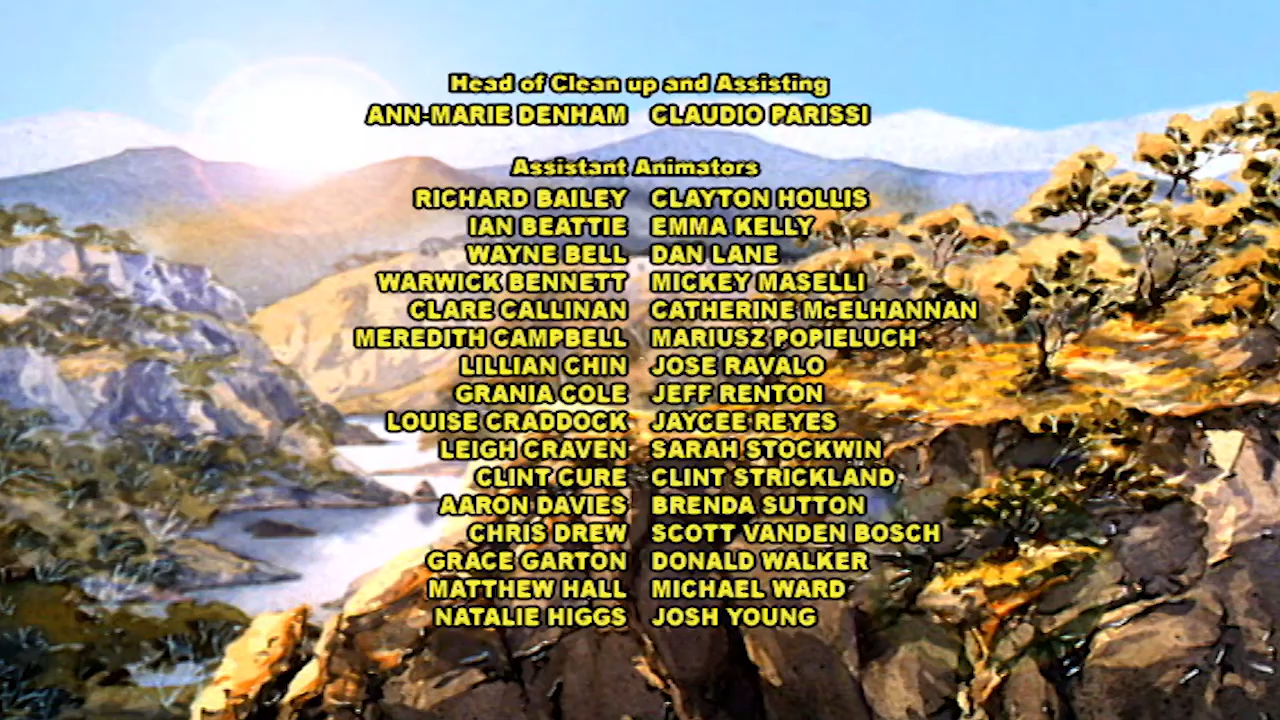 Head of Clean up and Assisting
ANN-MARIE DENHAM CLAUDIO PARISSI
Assistant Animators
RICHARD BAILEY CLAYTON HOLLIS
IAN BEATTIE EMMA KELLY
WAYNE BELL DAN LANE
WARWICK BENNETT MICKEY MASELLI
CLARE CALLINAN CATHERINE McELHANNAN
MEREDITH CAMPBELL MARIUSZ POPIELUCH
LILLIAN CHIN JOSE RAVALO
GRANIA COLE JEFF RENTON
LOUISE CRADDOCK JAYCEE REYES
LEIGH CRAVEN SARAH STOCKWIN
CLINT CURE CLINT STRICKLAND
AARON DAVIES BRENDA SUTTON
CHRIS DREW SCOTT VANDEN BOSCH
GRACE GARTON DONALD WALKER
MATTHEW HALL MICHAEL WARD
NATALIE HIGGS JOSH YOUNG